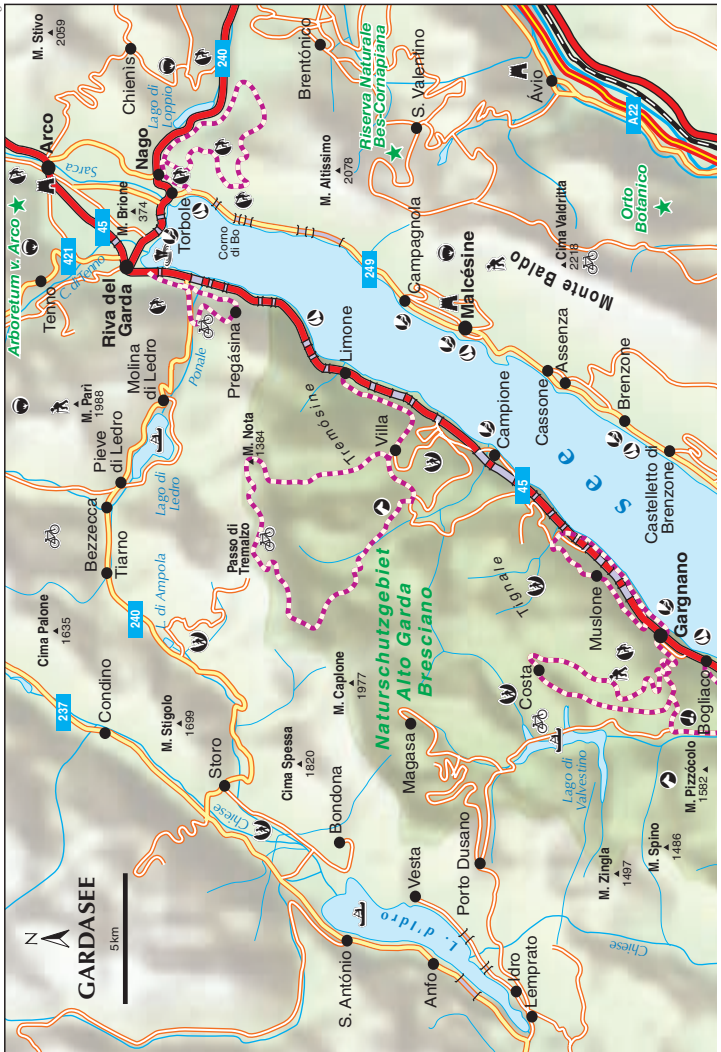 N
GARDASEE
5km
237
Condino
Cima Palone
1635
Tiarno
Bezzecca
Pieve
di Ledro
Lago di
Ledro
M. Pari
1988
Molina
di Ledro
Ponale
Tenno
421
C. di Tenno
Arboretum v. Arco
Riva del
Garda
45
Arco
Sarca
M. Brione
374
Nago
Torbole
M. Stivo
2059
Chienis
Lago di
Loppio
240
Corno
di Bo
M. Stigolo
1699
240
L. di Ampola
Storo
Chiese
Cima Spessa
1820
Bondona
M. Caplone
1977
Passo di
Tremalzo
M. Nota
1384
Pregásina
Tremósine
Limone
Villa
249
M. Altissimo
2078
Brentónico
S. Valentino
Riserva Naturale
Bes-Cornapiana
Ávio
A22
Orto
Botanico
Campagnola
Malcésine
Cima Valdritta
2218
Monte Baldo
Naturschutzgebiet
Alto Garda
Bresciano
S. António
Anfo
L. d'Idro
Vesta
Idro
Lemprato
Porto Dusano
Magasa
Costa
Tignale
Campione
45
Cassone
Assenza
Brenzone
Castelletto di
Brenzone
see
Muslone
Gargnano
Bogliaco
Lago di
Valvestino
M. Zingla
1497
M. Spino
1486
M. Pizzócolo
1582
Chiese